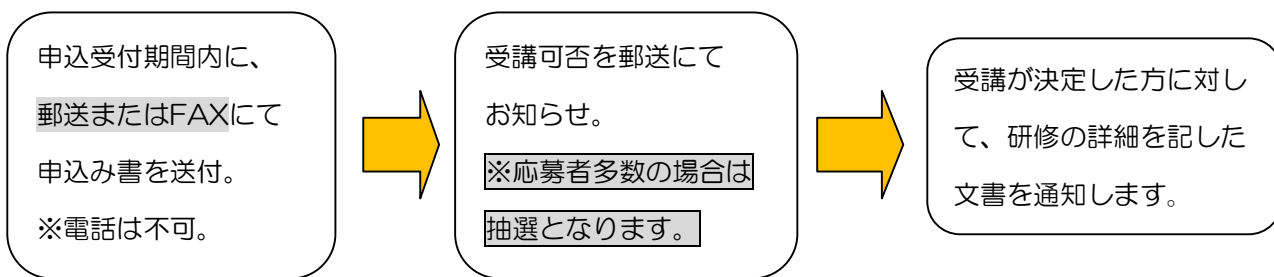 申込受付期間内に、
郵送またはFAXにて
申込み書を送付。
※電話は不可。
受講可否を郵送にて
お知らせ。
※応募者多数の場合は
抽選となります。
受講が決定した方に対し
て、研修の詳細を記した
文書を通知します。